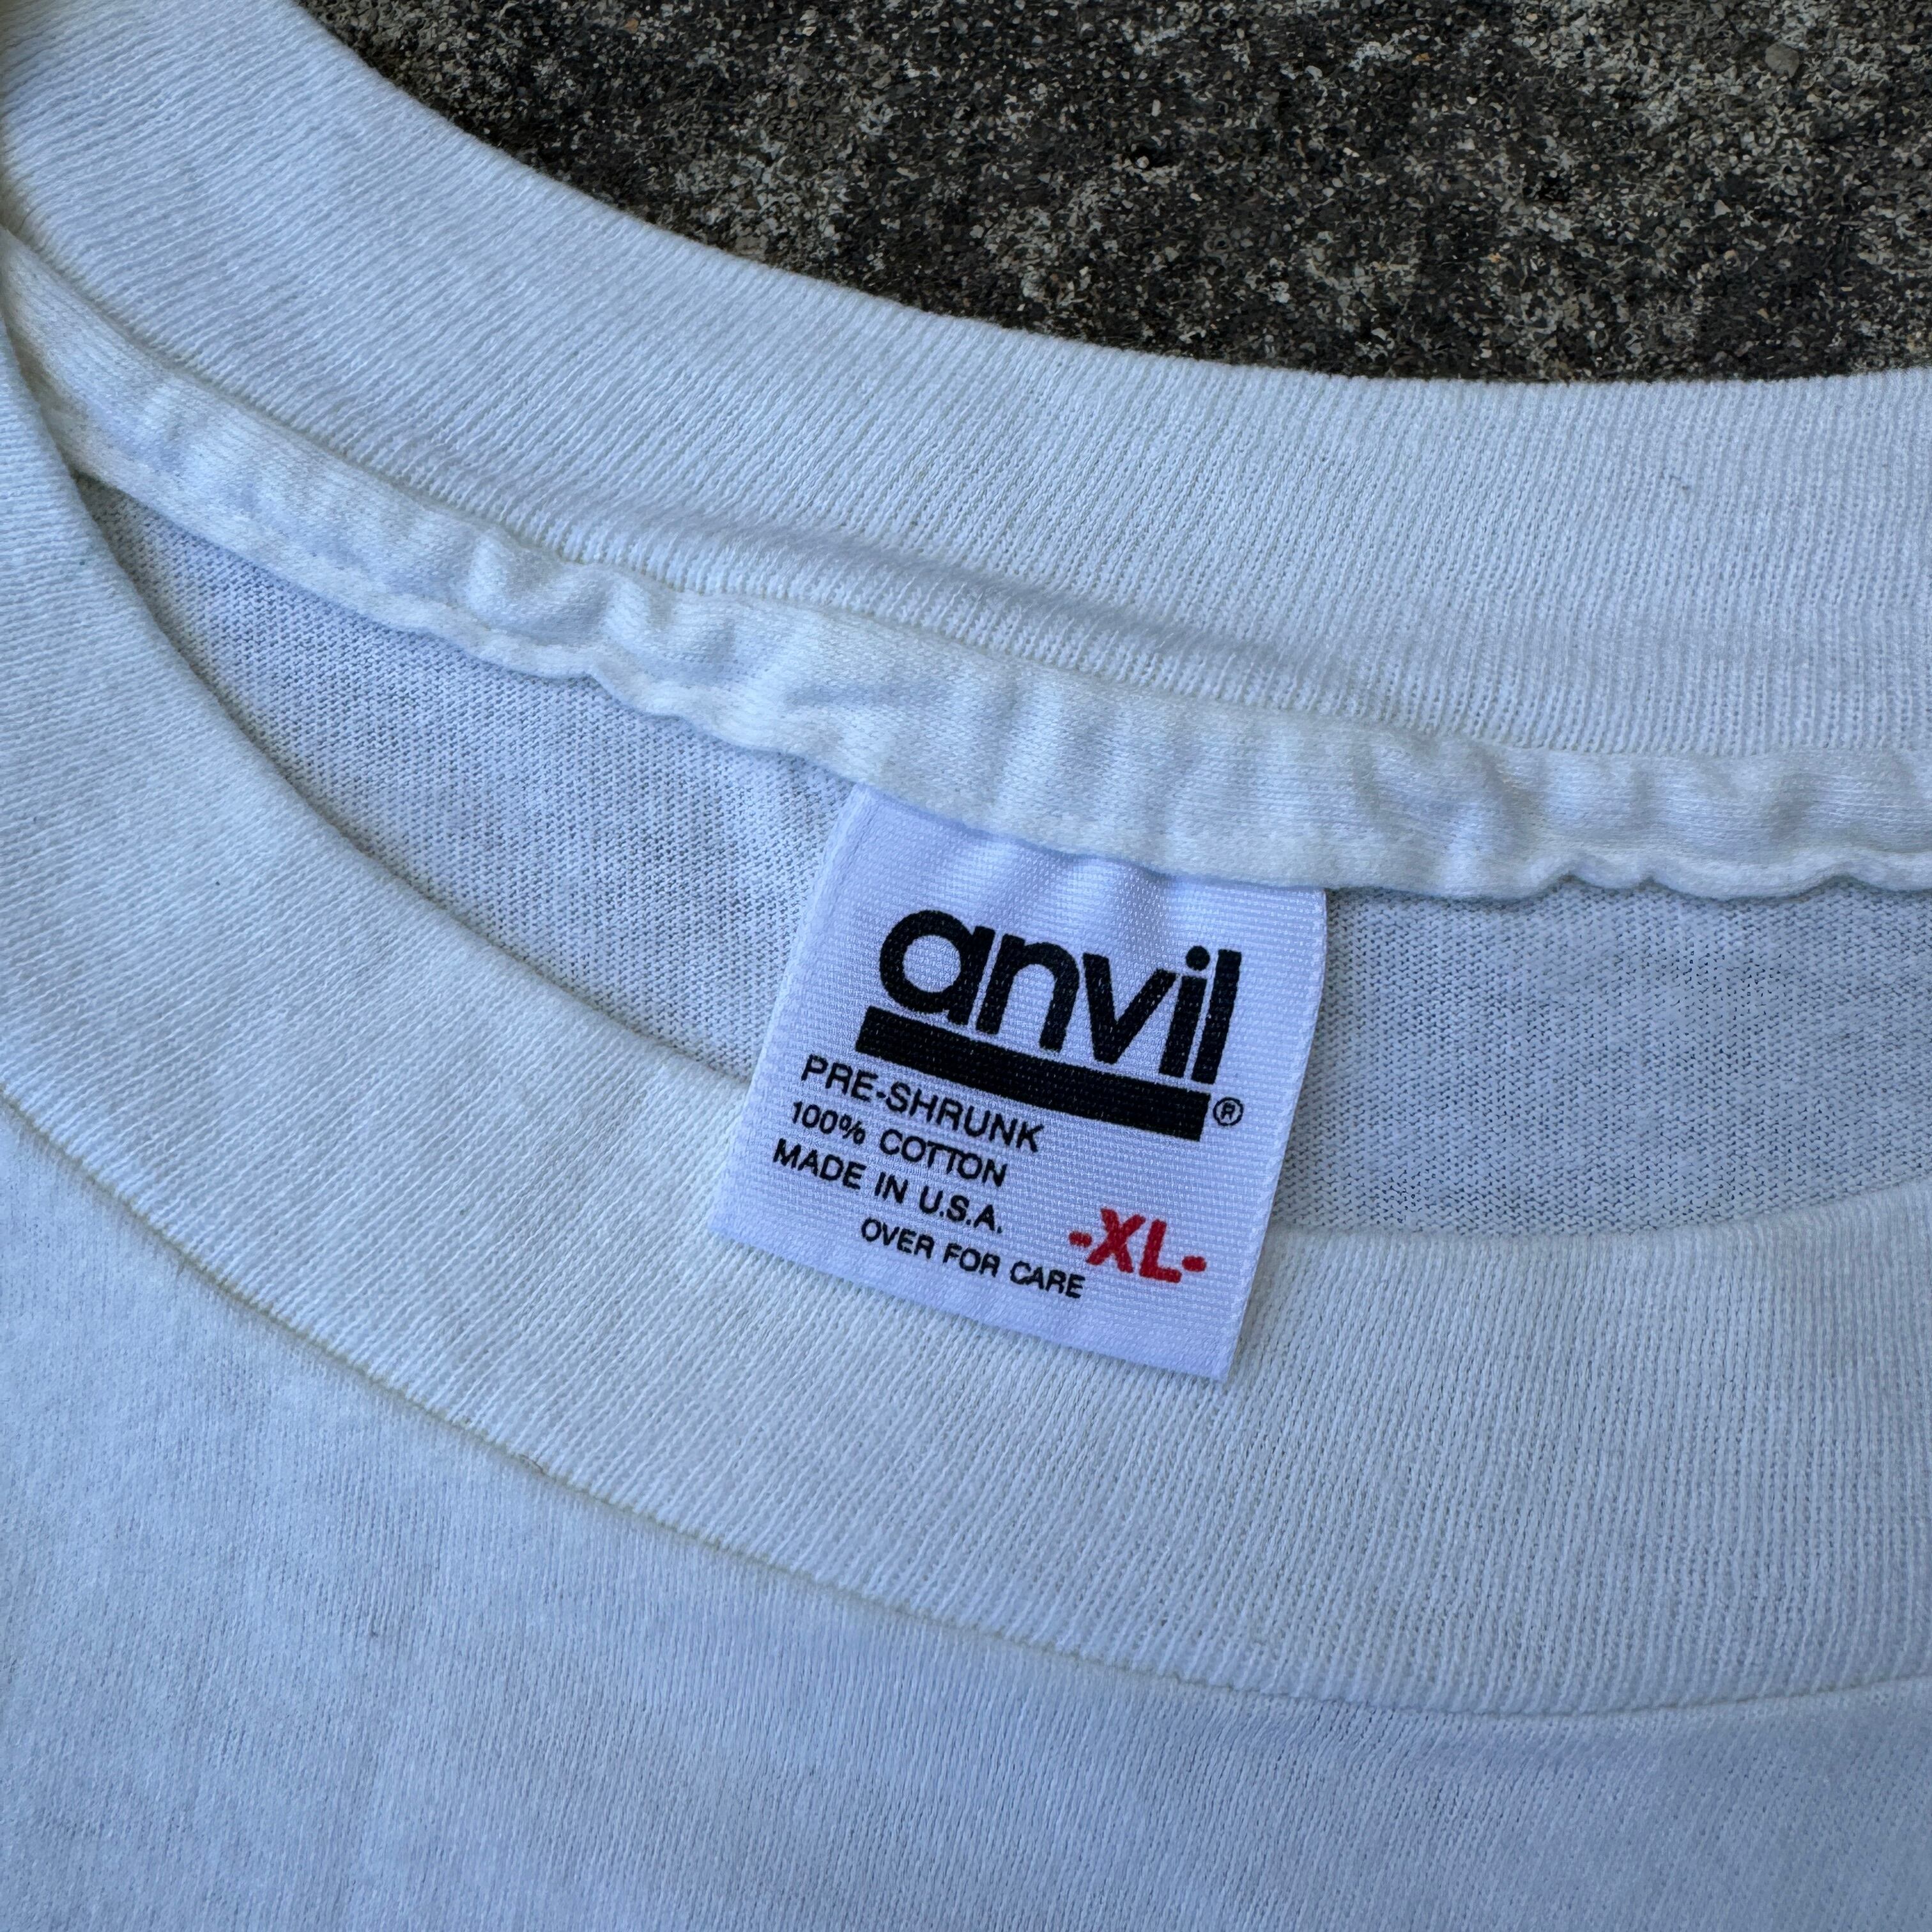 anvil®
PRE-SHRUNK
100% COTTON
MADE IN U.S.A.
OVER FOR CARE
-XL-